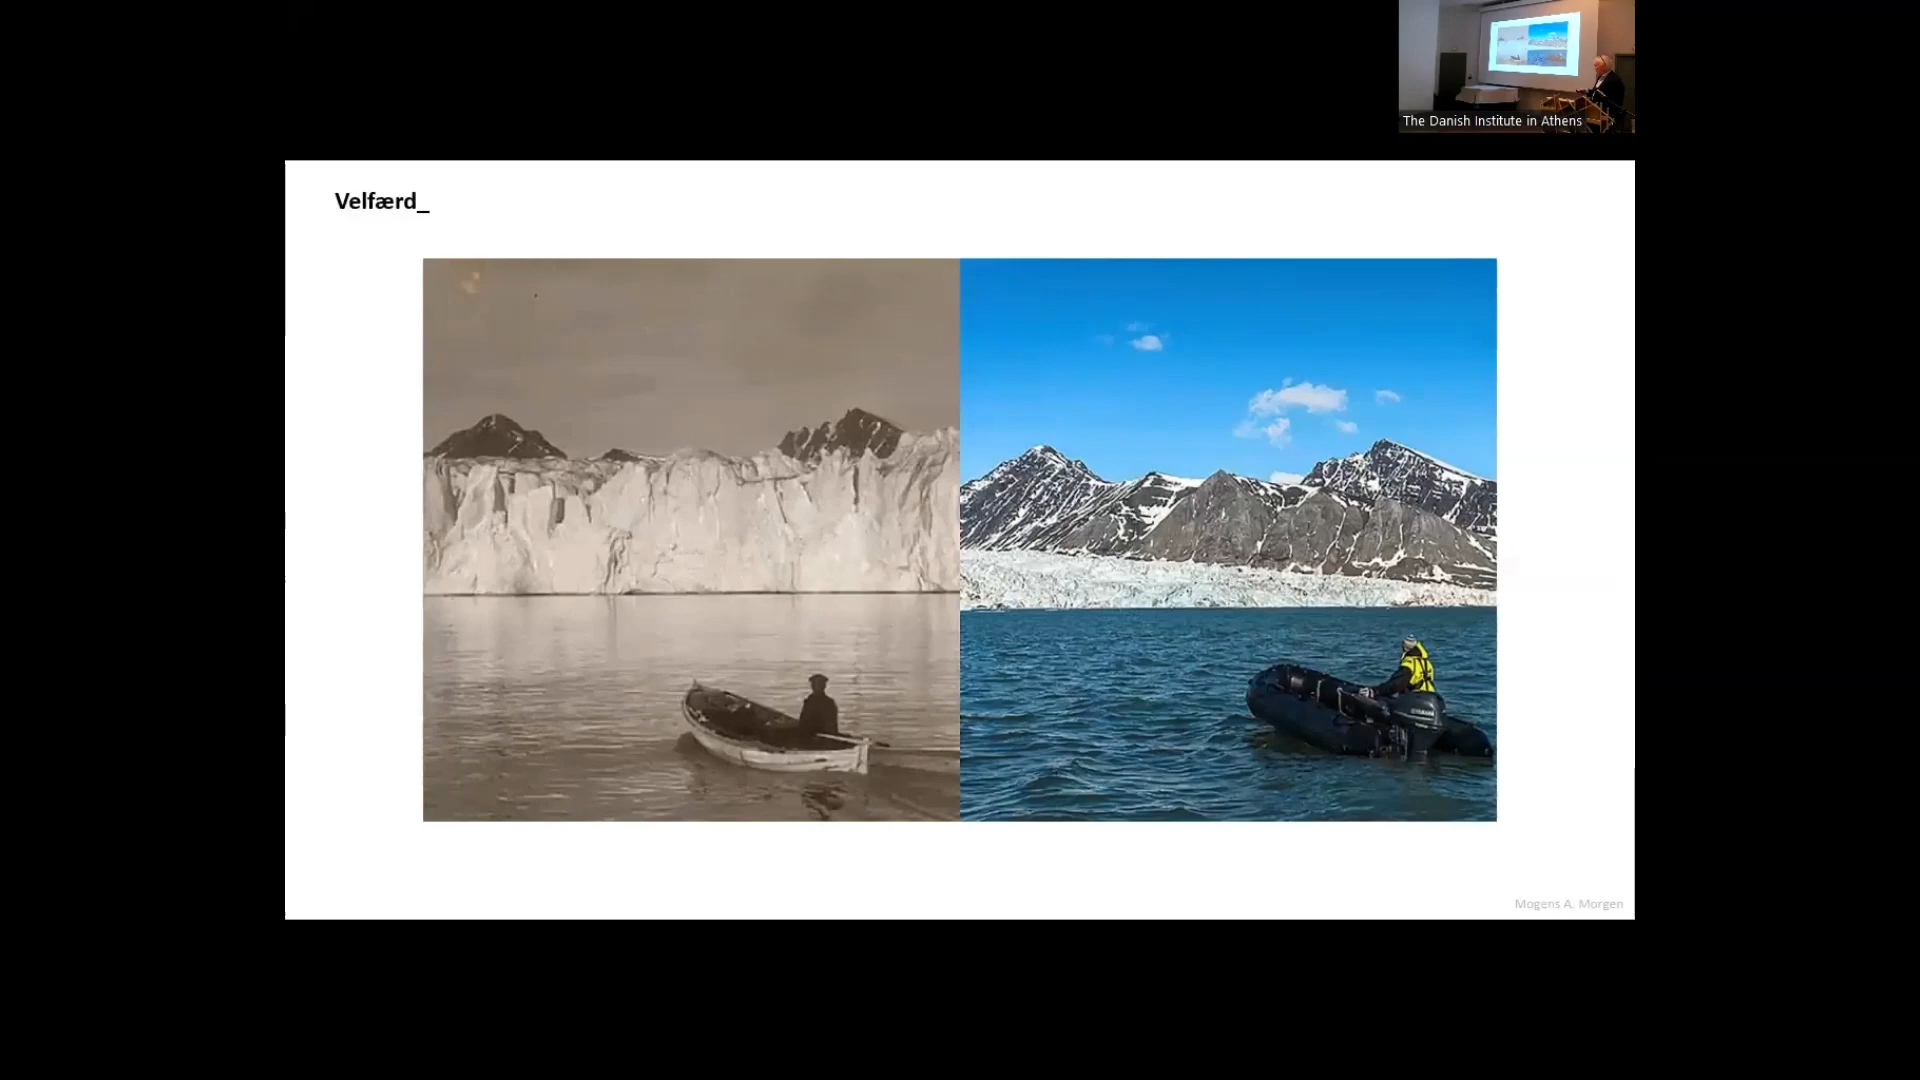 The Danish Institute in Athens
Velfærd_
Mogens A. Morgen